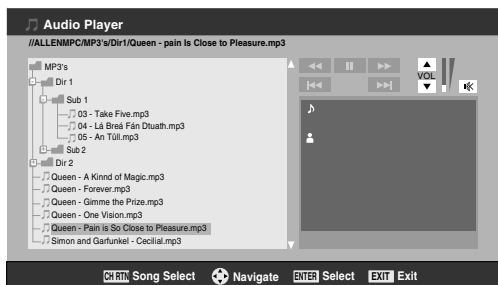 Audio Player
//ALLENMPC/MP3's/Dir1/Queen - pain Is Close to Pleasure.mp3
MP3's
Dir 1
Sub 1
03 - Take Five.mp3
04 - Lá Breá Fán Dtuath.mp3
05 - An Tûll.mp3
Sub 2
Dir 2
Queen - A Kinnd of Magic.mp3
Queen - Forever.mp3
Queen - Gimme the Prize.mp3
Queen - One Vision.mp3
Queen - Pain is So Close to Pleasure.mp3
Simon and Garfunkel - Cecilial.mp3
VOL
CH RTN Song Select Navigate ENTER Select EXIT Exit